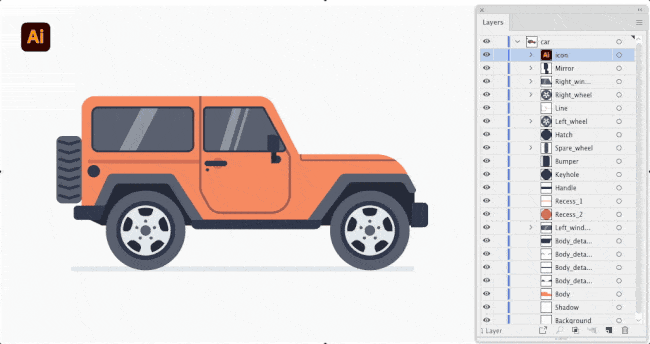 Ai
Layers
car
Ai
icon
Mirror
Right_win...
Right_wheel
Line
Left_wheel
Hatch
Spare_wheel
Bumper
Keyhole
Handle
Recess_1
Recess_2
Left_wind...
Body_deta...
Body_deta...
Body_deta...
Body_deta...
Body
Shadow
Background
1 Layer